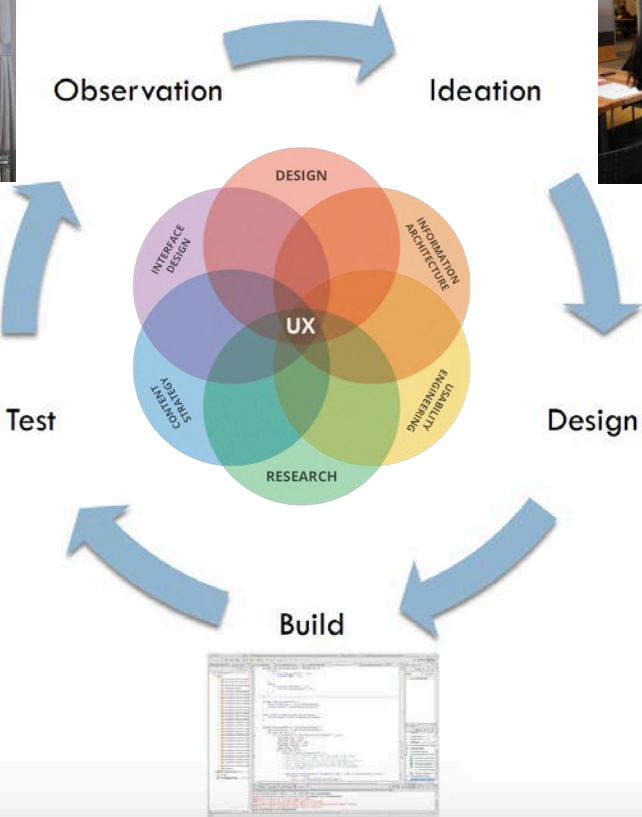 Observation
Ideation
DESIGN
INTERFACE
DESIGN
INFORMATION
ARCHITECTURE
UX
CONTENT
STRATEGY
USABILITY
ENGINEERING
Test
Design
RESEARCH
Build